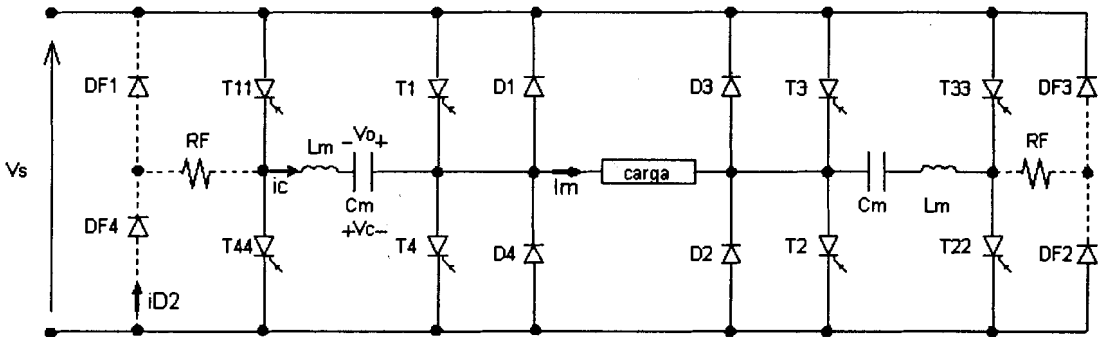 DF1 T11 T1 D1 D3 T3 T33 DF3
RF Lm -Vo+ RF
Vs ic Cm Im carga Cm Lm
+Vc-
DF4 T44 T4 D4 D2 T2 T22 DF2
iD2